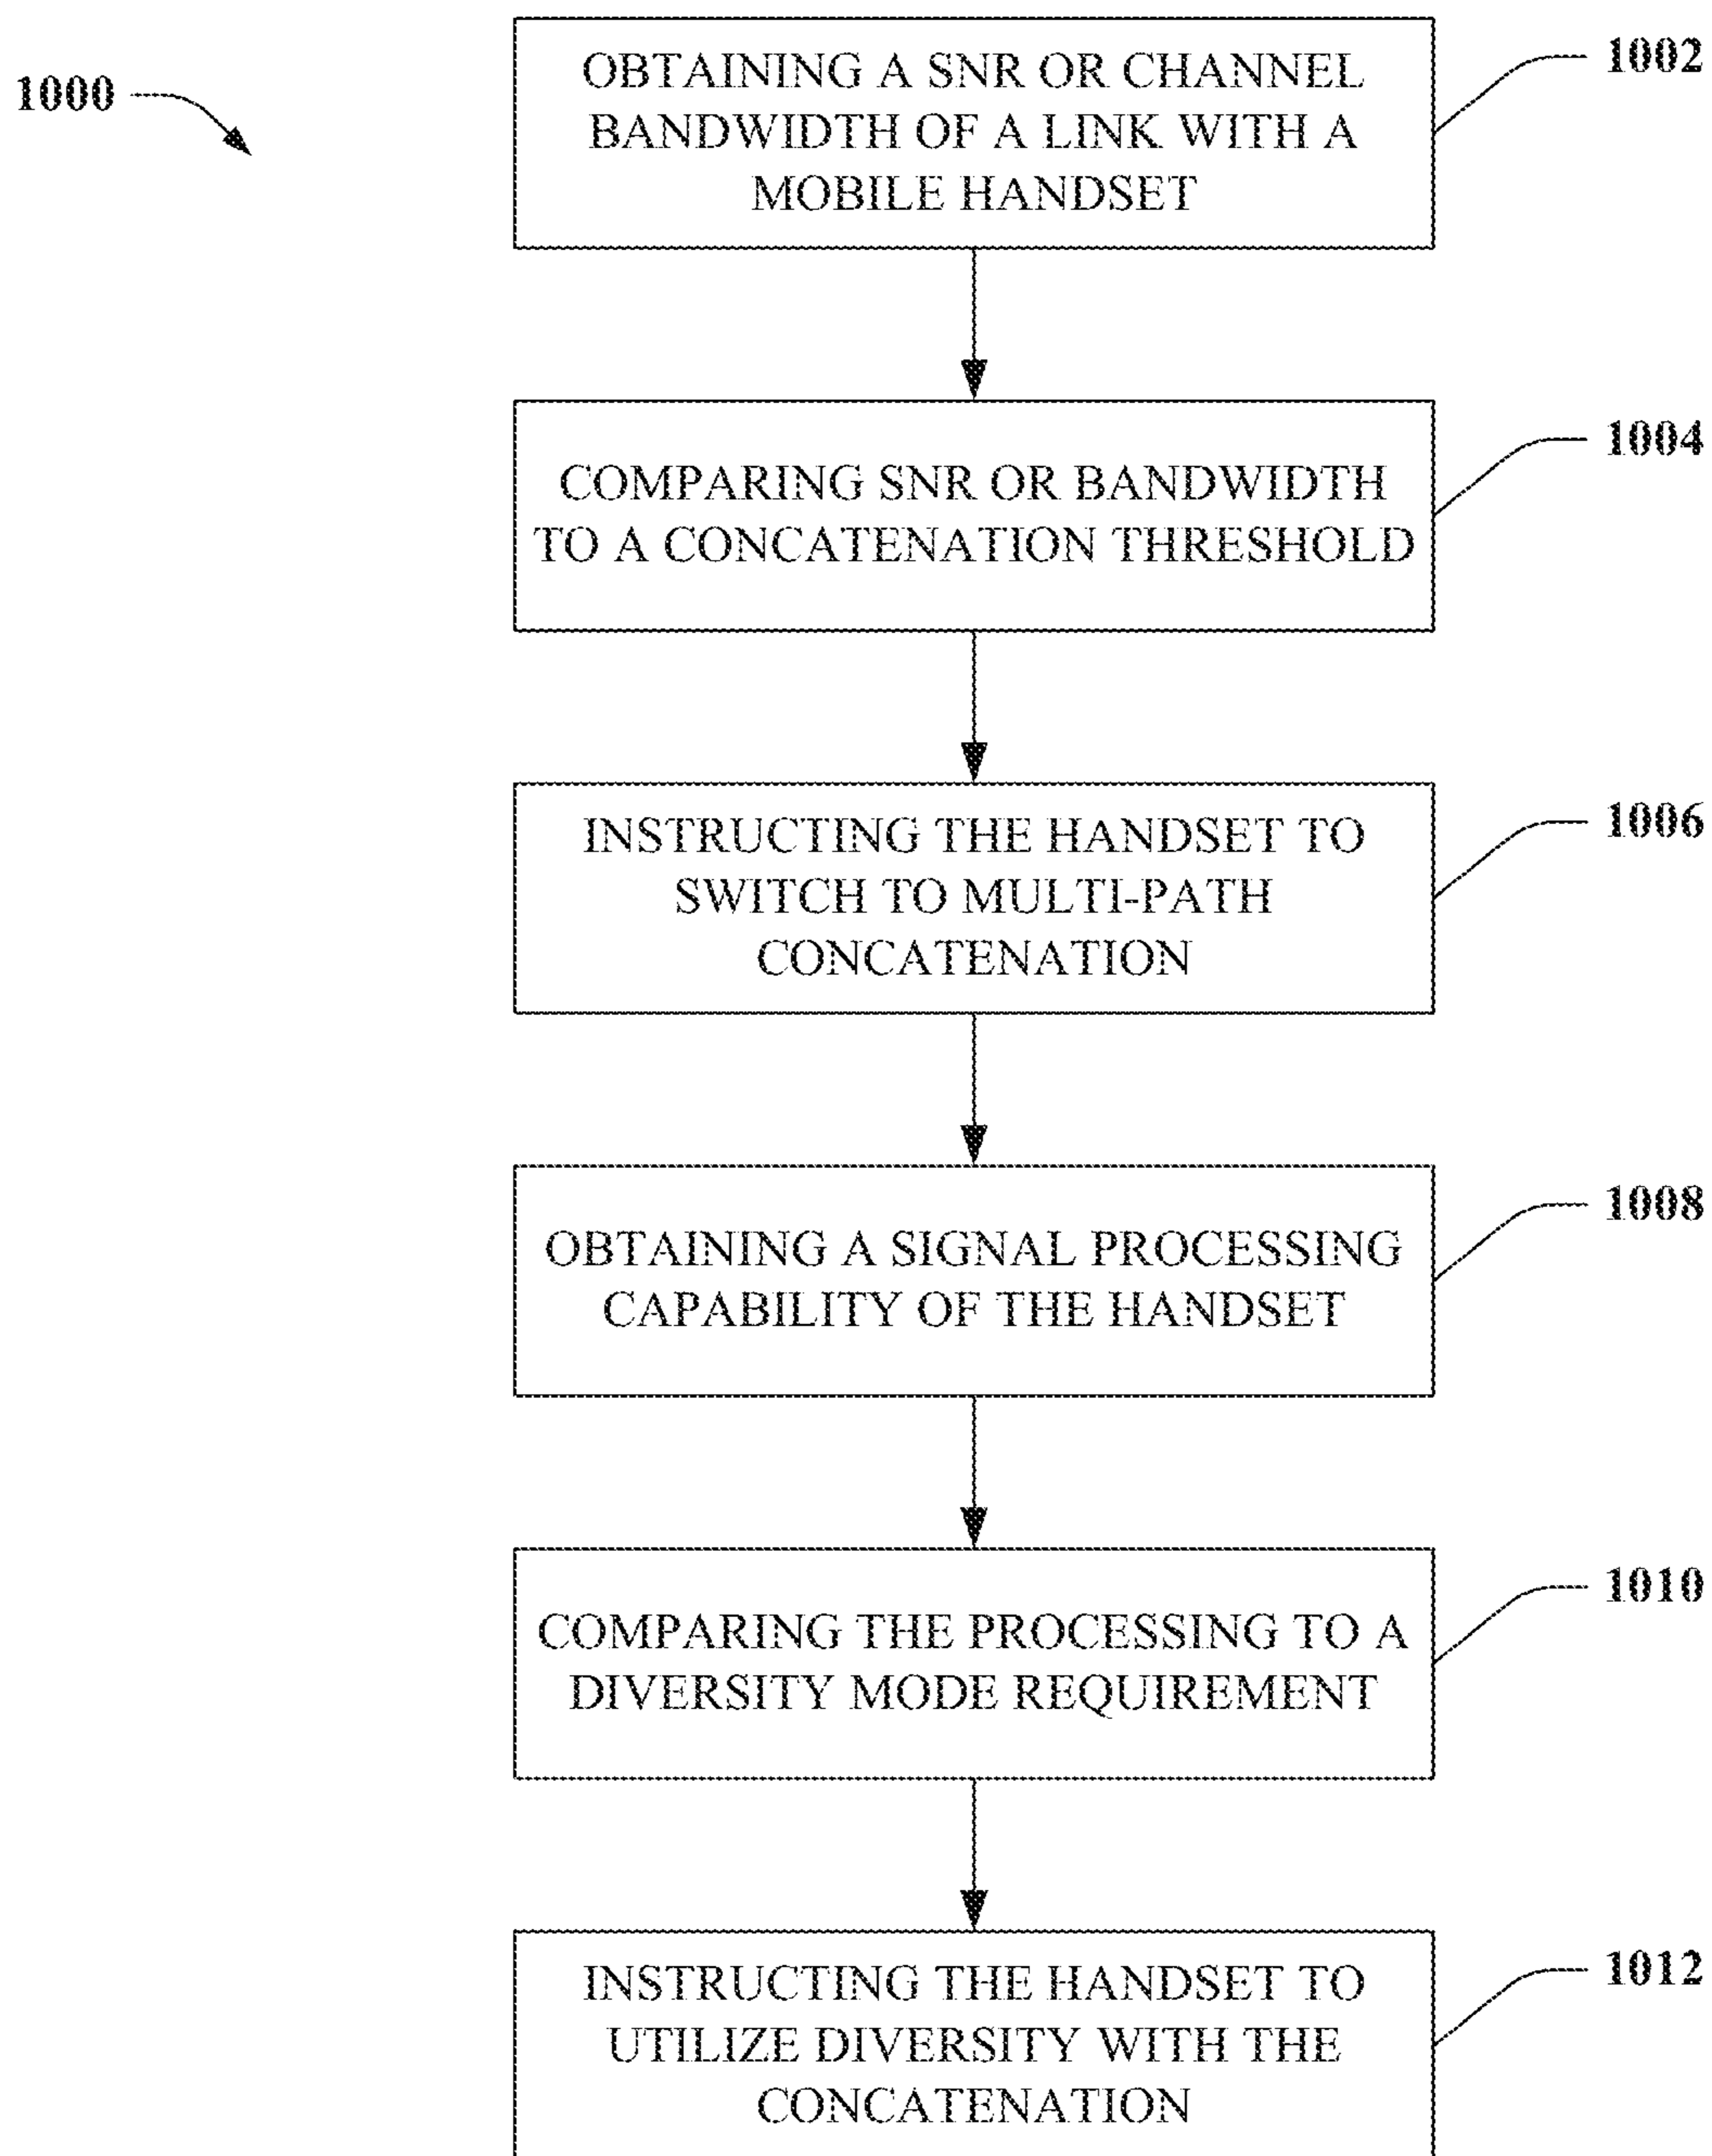 1000
OBTAINING A SNR OR CHANNEL
BANDWIDTH OF A LINK WITH A
MOBILE HANDSET
1002
COMPARING SNR OR BANDWIDTH
TO A CONCATENATION THRESHOLD
1004
INSTRUCTING THE HANDSET TO
SWITCH TO MULTI-PATH
CONCATENATION
1006
OBTAINING A SIGNAL PROCESSING
CAPABILITY OF THE HANDSET
1008
COMPARING THE PROCESSING TO A
DIVERSITY MODE REQUIREMENT
1010
INSTRUCTING THE HANDSET TO
UTILIZE DIVERSITY WITH THE
CONCATENATION
1012